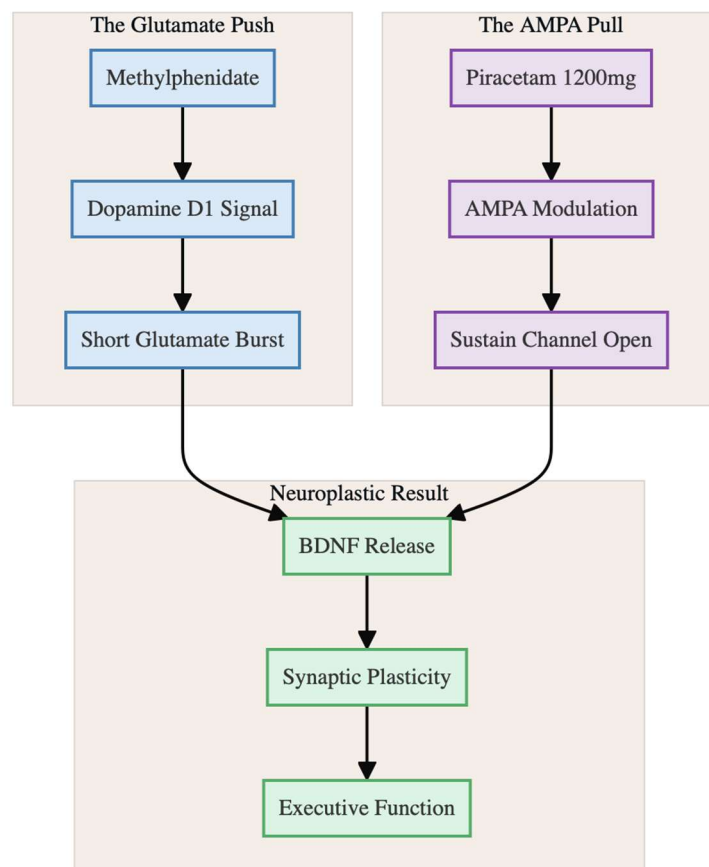 The Glutamate Push
Methylphenidate
Dopamine D1 Signal
Short Glutamate Burst
The AMPA Pull
Piracetam 1200mg
AMPA Modulation
Sustain Channel Open
Neuroplastic Result
BDNF Release
Synaptic Plasticity
Executive Function